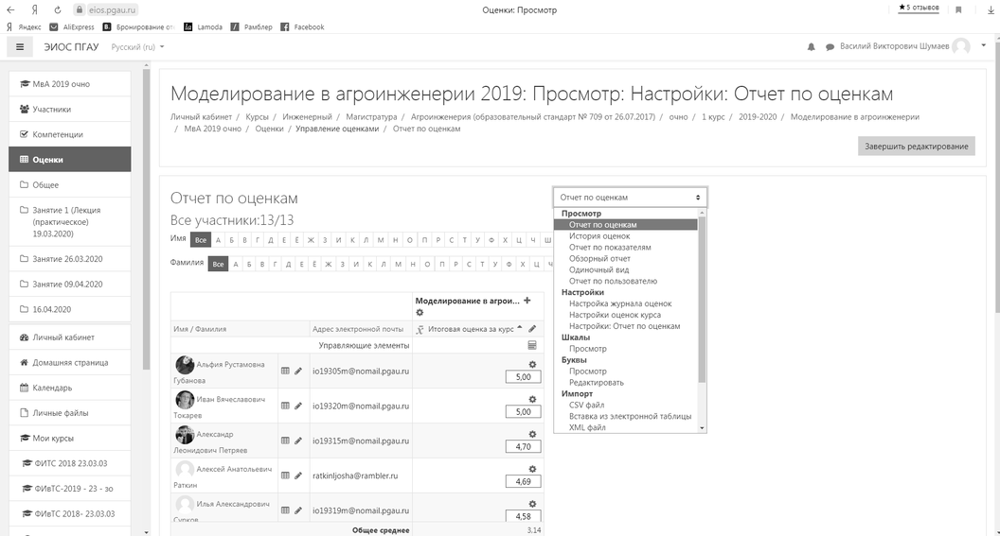 eios.pgau.ru
Оценки: Просмотр
5 отзывов
Яндекс
AliExpress
Бронирование от
Lamoda
Рамблер
Facebook
ЭИОС ПГАУ
Русский (ru)
Василий Викторович Шумаев
МвА 2019 очно
Участники
Компетенции
Оценки
Общее
Занятие 1 (Лекция
(практическое)
19.03.2020)
Занятие 26.03.2020
Занятие 09.04.2020
16.04.2020
Личный кабинет
Домашняя страница
Календарь
Личные файлы
Мои курсы
ФИТС 2018 23.03.03
ФИвТС-2019 - 23 - зо
ФИвТС 2018- 23.03.03
Моделирование в агроинженерии 2019: Просмотр: Настройки: Отчет по оценкам
Личный кабинет / Курсы / Инженерный / Магистратура / Агроинженерия (образовательный стандарт № 709 от 26.07.2017) / очно / 1 курс / 2019-2020 / Моделирование в агроинженерии
/ МвА 2019 очно / Оценки / Управление оценками / Отчет по оценкам
Завершить редактирование
Отчет по оценкам
Все участники:13/13
Имя Все А Б В Г Д Е Ё Ж З И К Л М Н О П Р С Т У Ф Х Ц Ч Ш
Фамилия Все А Б В Г Д Е Ё Ж З И К Л М Н О П Р С Т У Ф Х Ц Ч
Отчет по оценкам
Просмотр
Отчет по оценкам
История оценок
Отчет по показателям
Обзорный отчет
Одиночный вид
Отчет по пользователю
Настройки
Настройка журнала оценок
Настройки оценок курса
Настройки: Отчет по оценкам
Шкалы
Просмотр
Буквы
Просмотр
Редактировать
Импорт
CSV файл
Вставка из электронной таблицы
XML файл
Моделирование в агрои...
Имя / Фамилия Адрес электронной почты Итоговая оценка за курс
Управляющие элементы
Альфия Рустамовна
Губанова
io19305m@nomail.pgau.ru
5,00
Иван Вячеславович
Токарев
io19320m@nomail.pgau.ru
5,00
Александр
Леонидович Петряев
io19315m@nomail.pgau.ru
4,70
Алексей Анатольевич
Раткин
ratkinljosha@rambler.ru
4,69
Илья Александрович
Сурков
io19319m@nomail.pgau.ru
4,58
Общее среднее 3,14